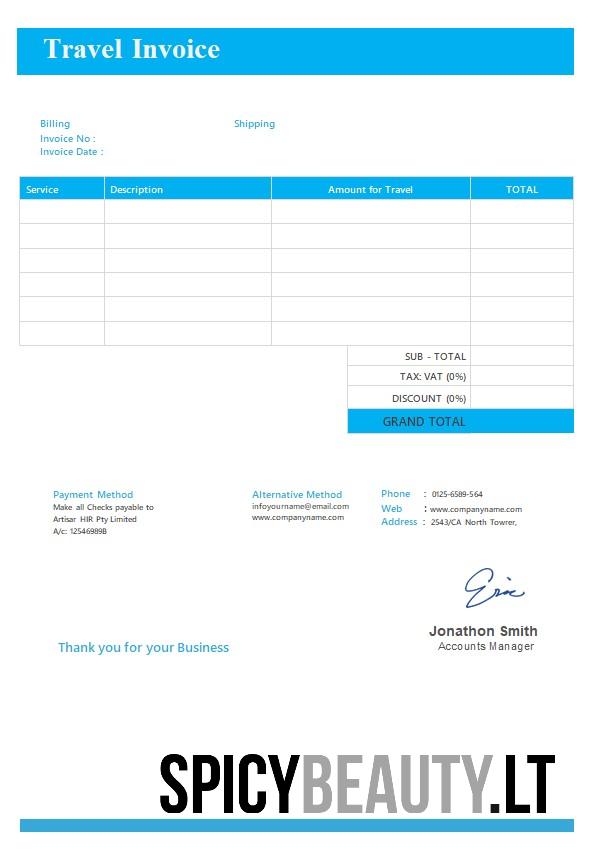 Travel Invoice
Billing
Shipping
Invoice No :
Invoice Date :
Service Description Amount for Travel TOTAL
SUB - TOTAL
TAX: VAT (0%)
DISCOUNT (0%)
GRAND TOTAL
Payment Method
Make all Checks payable to
Artisar HIR Pty Limited
A/c: 12546989B
Alternative Method
infoyourname@email.com
www.companyname.com
Phone : 0125-6589-564
Web : www.companyname.com
Address : 2543/CA North Towrer,
Eric
Jonathon Smith
Accounts Manager
Thank you for your Business
SPICYBEAUTY.LT